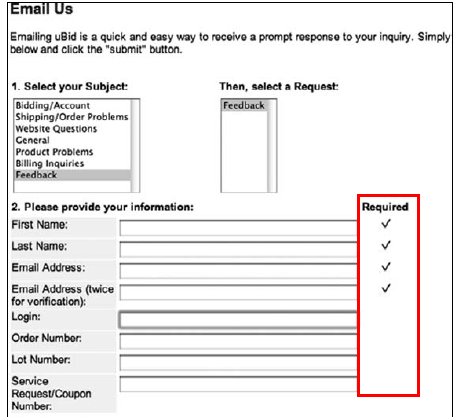 Email Us
Emailing uBid is a quick and easy way to receive a prompt response to your inquiry. Simply
below and click the "submit" button.
1. Select your Subject:
Then, select a Request:
Bidding/Account
Shipping/Order Problems
Website Questions
General
Product Problems
Billing Inquiries
Feedback
Feedback
2. Please provide your information:
Required
First Name:
✓
Last Name:
✓
Email Address:
✓
Email Address (twice
for verification):
✓
Login:
Order Number:
Lot Number:
Service
Request/Coupon
Number: